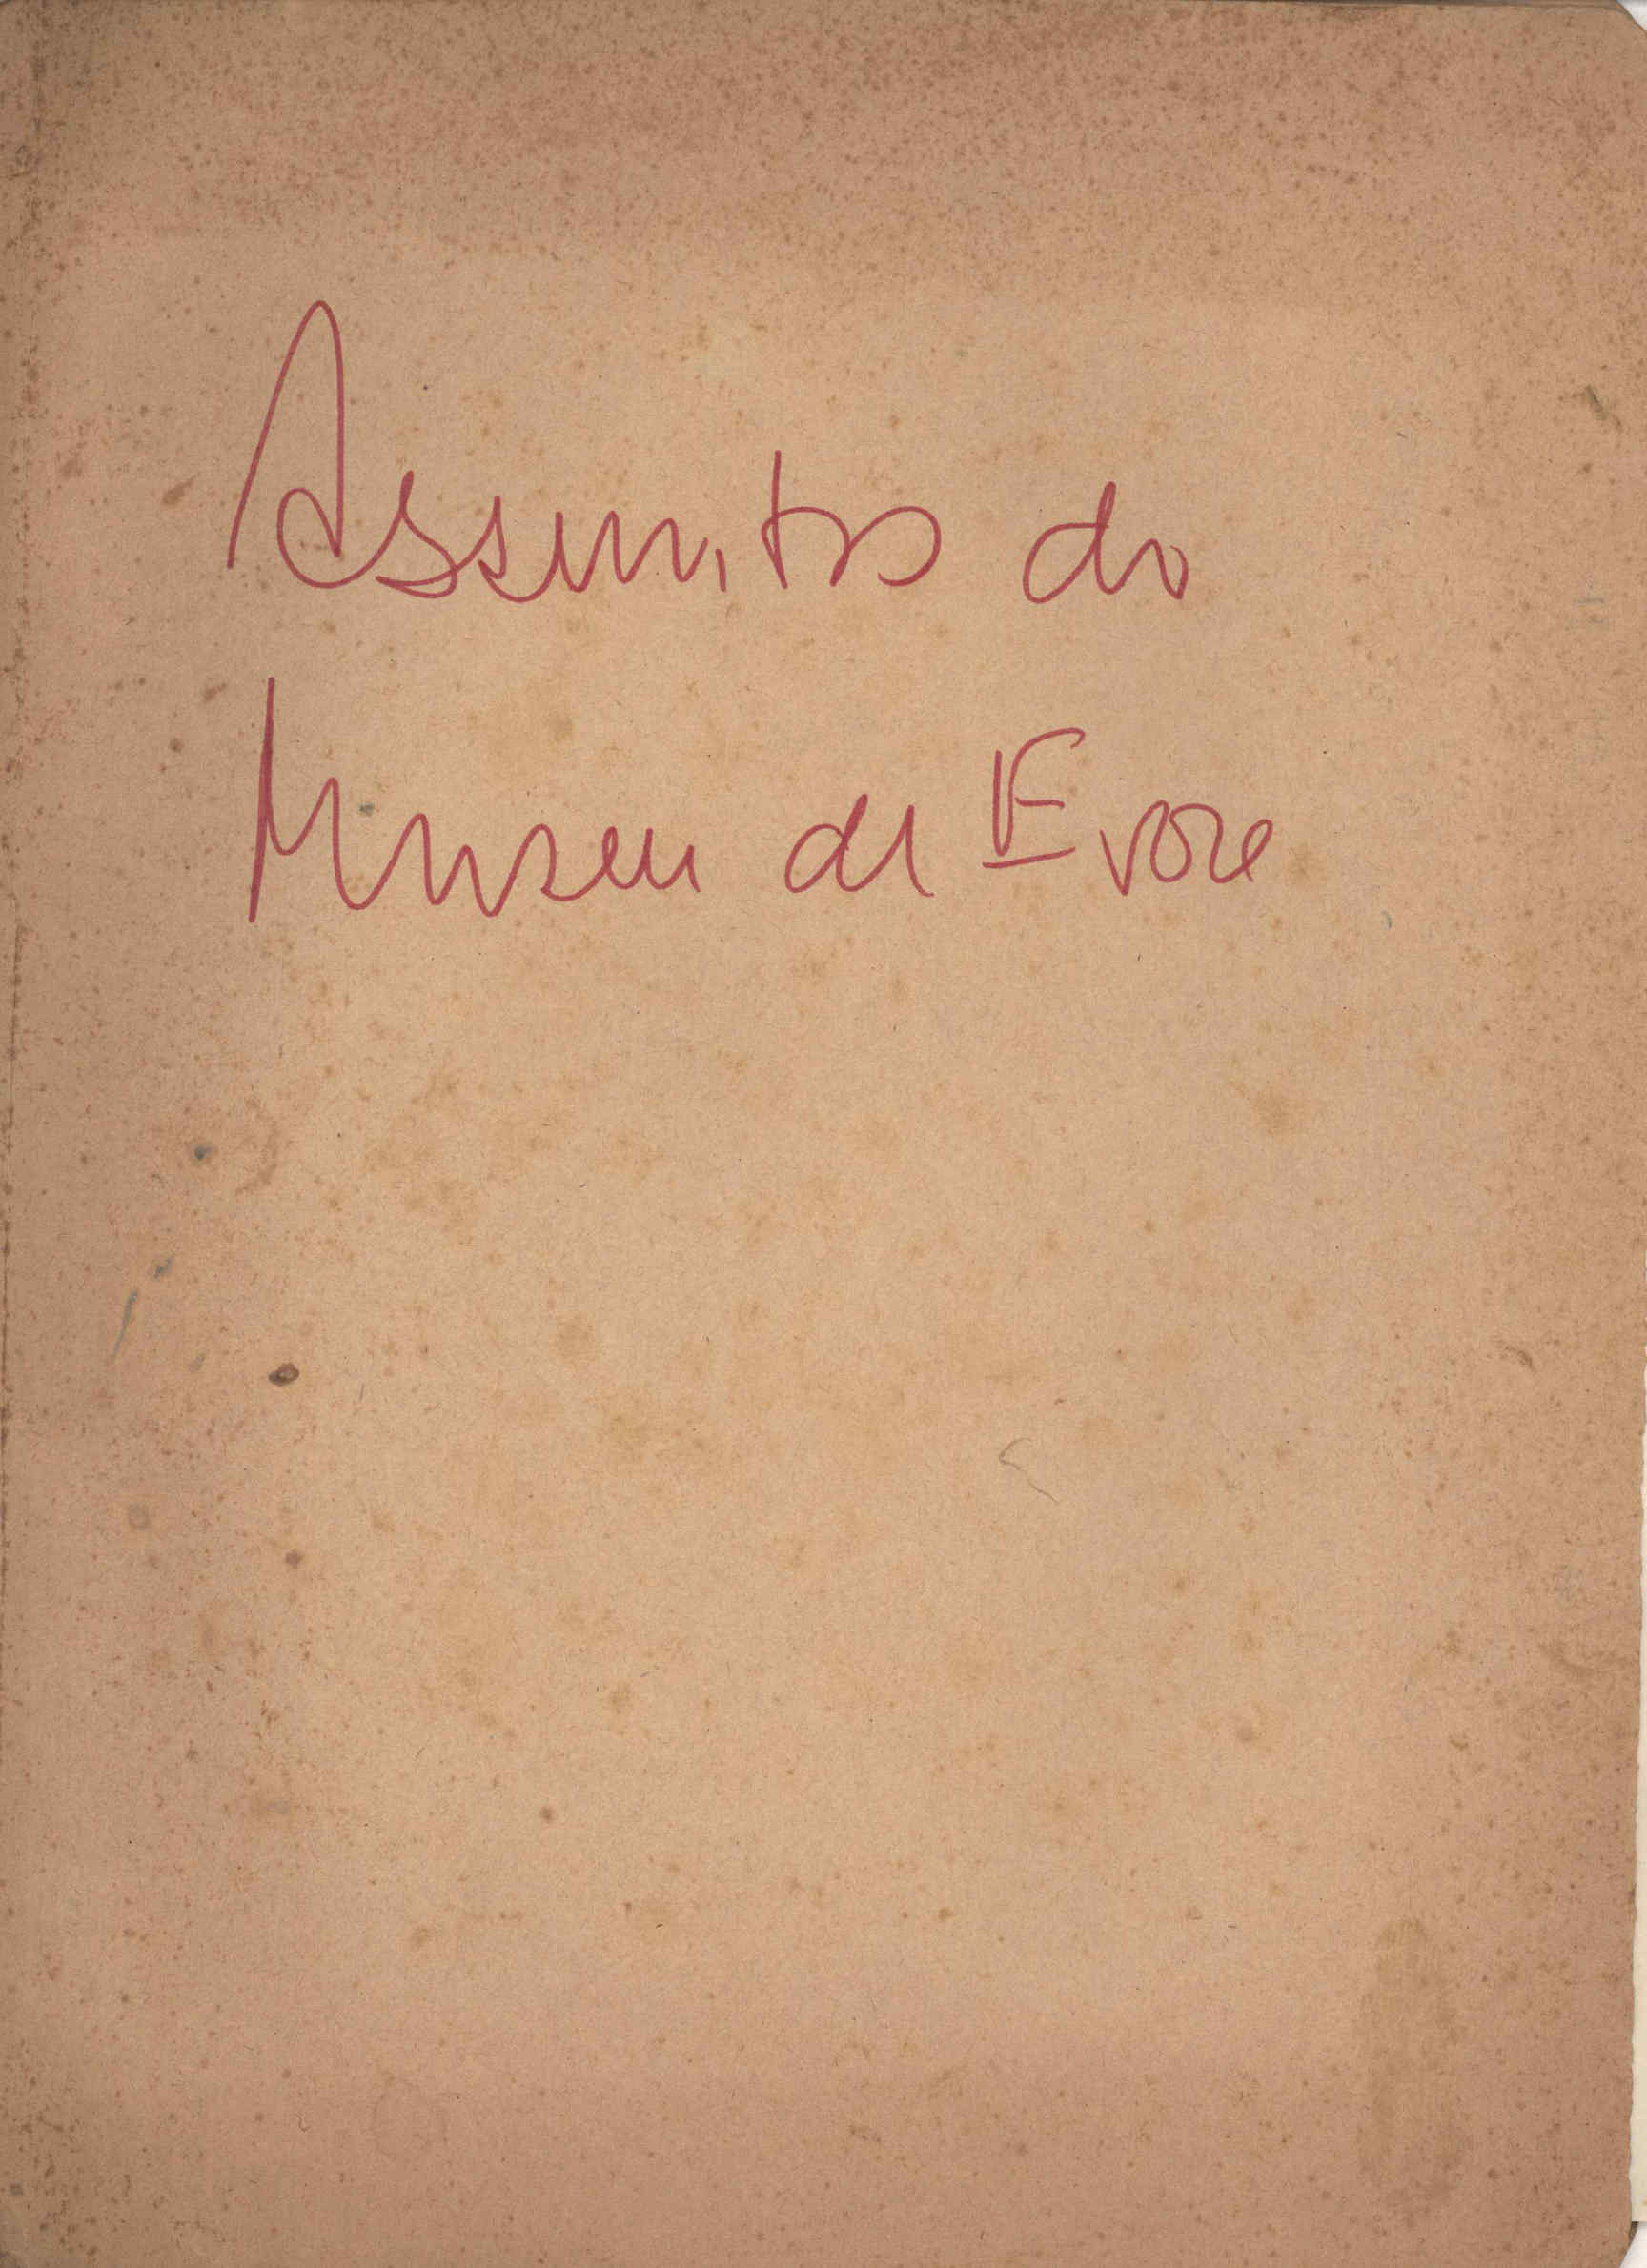 Assuntos do
Museu de Evora